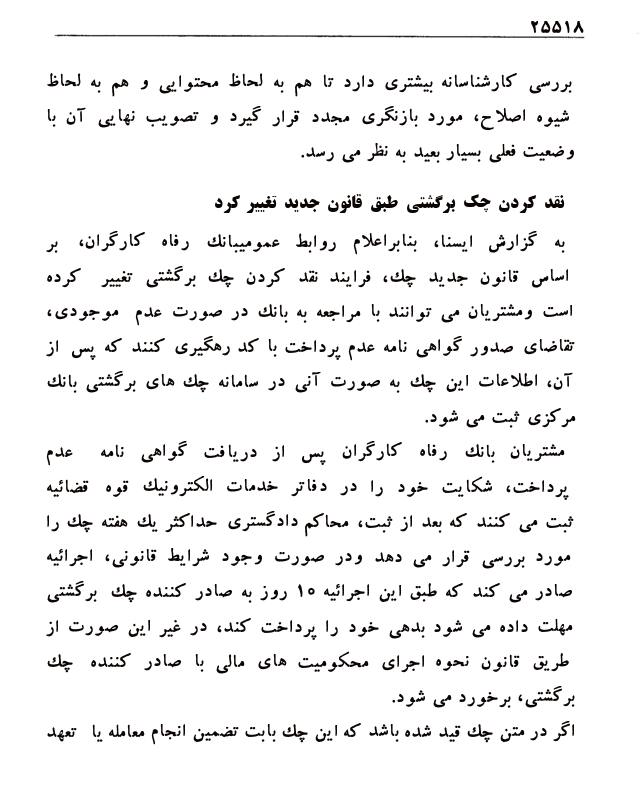 ۲۵۵۱۸
بررسی کارشناسانه بیشتری دارد تا هم به لحاظ محتوایی و هم به لحاظ
شیوه اصلاح، مورد بازنگری مجدد قرار گیرد و تصویب نهایی آن با
وضعیت فعلی بسیار بعید به نظر می رسد.
نقد کردن چک برگشتی طبق قانون جدید تغییر کرد
به گزارش ایسنا، بنابراعلام روابط عمومیبانك رفاه کارگران، بر
اساس قانون جدید چك، فرایند نقد کردن چك برگشتی تغییر کرده
است ومشتریان می توانند با مراجعه به بانك در صورت عدم موجودی،
تقاضای صدور گواهی نامه عدم پرداخت با کد رهگیری کنند که پس از
آن، اطلاعات این چك به صورت آنی در سامانه چك های برگشتی بانك
مرکزی ثبت می شود.
مشتریان بانك رفاه کارگران پس از دریافت گواهی نامه عدم
پرداخت، شکایت خود را در دفاتر خدمات الکترونیك قوه قضائیه
ثبت می کنند که بعد از ثبت، محاکم دادگستری حداکثر یك هفته چك را
مورد بررسی قرار می دهد ودر صورت وجود شرایط قانونی، اجرائیه
صادر می کند که طبق این اجرائیه ۱۰ روز به صادر کننده چك برگشتی
مهلت داده می شود بدهی خود را پرداخت کند، در غیر این صورت از
طریق قانون نحوه اجرای محکومیت های مالی با صادر کننده چك
برگشتی، برخورد می شود.
اگر در متن چك قید شده باشد که این چك بابت تضمین انجام معامله یا تعهد